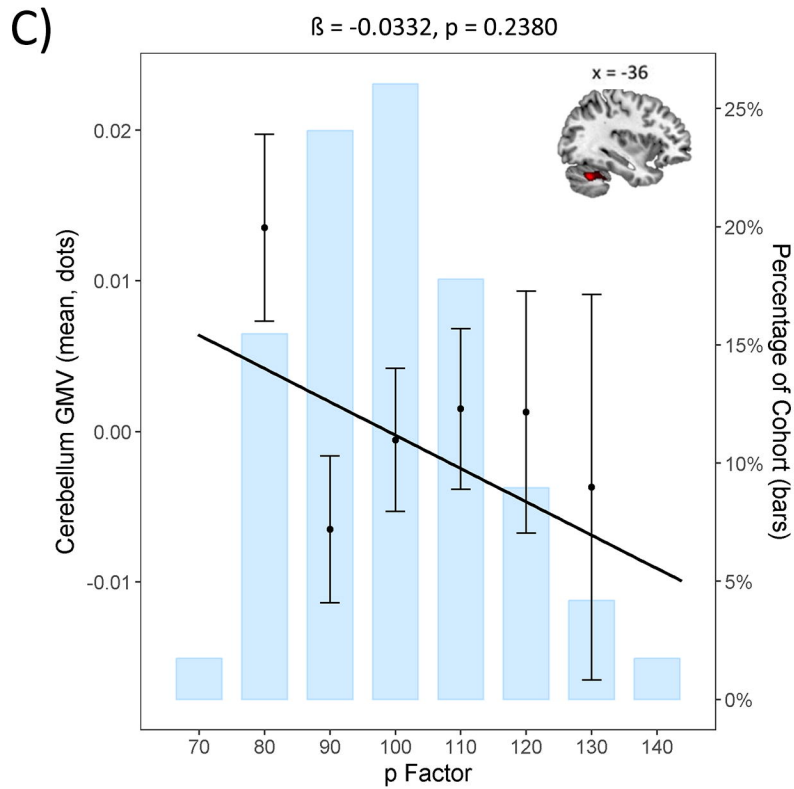 C)
ß = -0.0332, p = 0.2380
x = -36
Cerebellum GMV (mean, dots)
0.02
0.01
0.00
-0.01
25%
20%
15%
10%
5%
0%
Percentage of Cohort (bars)
70 80 90 100 110 120 130 140
p Factor